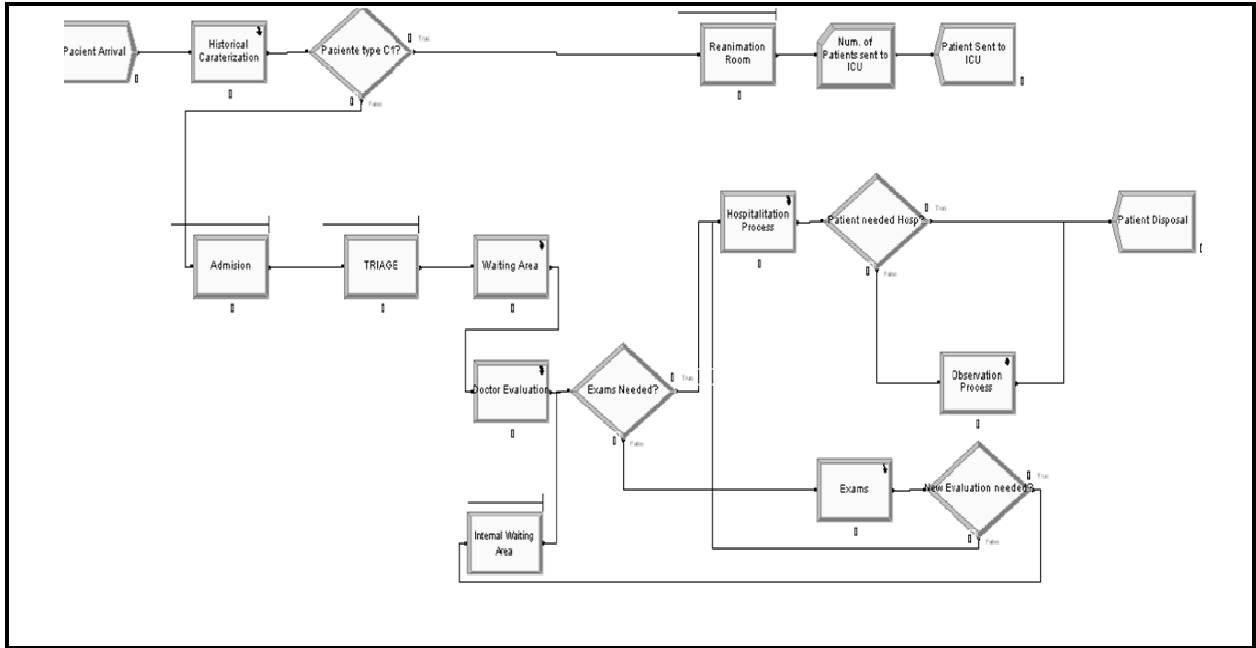 Pacient Arrival
Historical
Caraterization
Paciente type C1?
True
False
Reanimation
Room
Num. of
Patients sent to
ICU
Patient Sent to
ICU
Admision
TRIAGE
Waiting Area
Hospitalitation
Process
Patient needed Hosp?
True
False
Patient Disposal
Doctor Evaluation
Exams Needed?
True
False
Observation
Process
Exams
New Evaluation needed?
True
False
Internal Waiting
Area